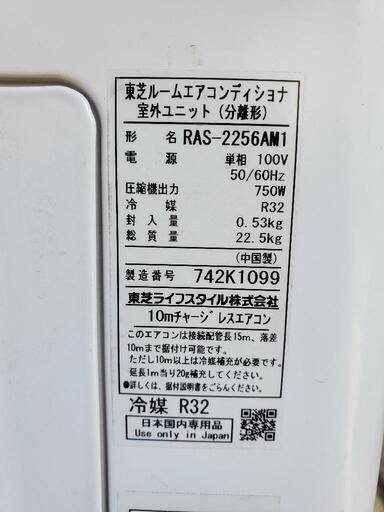 東芝ルームエアコンディショナ
室外ユニット (分離形)
形 名 RAS-2256AM1
電 源 単相 100V
50/60Hz
圧縮機出力 750W
冷 媒 R32
封 入 量 0.53kg
総 質 量 22.5kg
(中国製)
製造番号 742K1099
東芝ライフスタイル株式会社
10mチャージレスエアコン
このエアコンは接続配管長15m、落差
10mまで据付け可能です。
ただし10m以上は冷媒補充が必要です。
延長1m当り20g補充してください。
●詳しくは、据付説明書をごらんください。
冷媒 R32
日本国内専用品
Use only in Japan